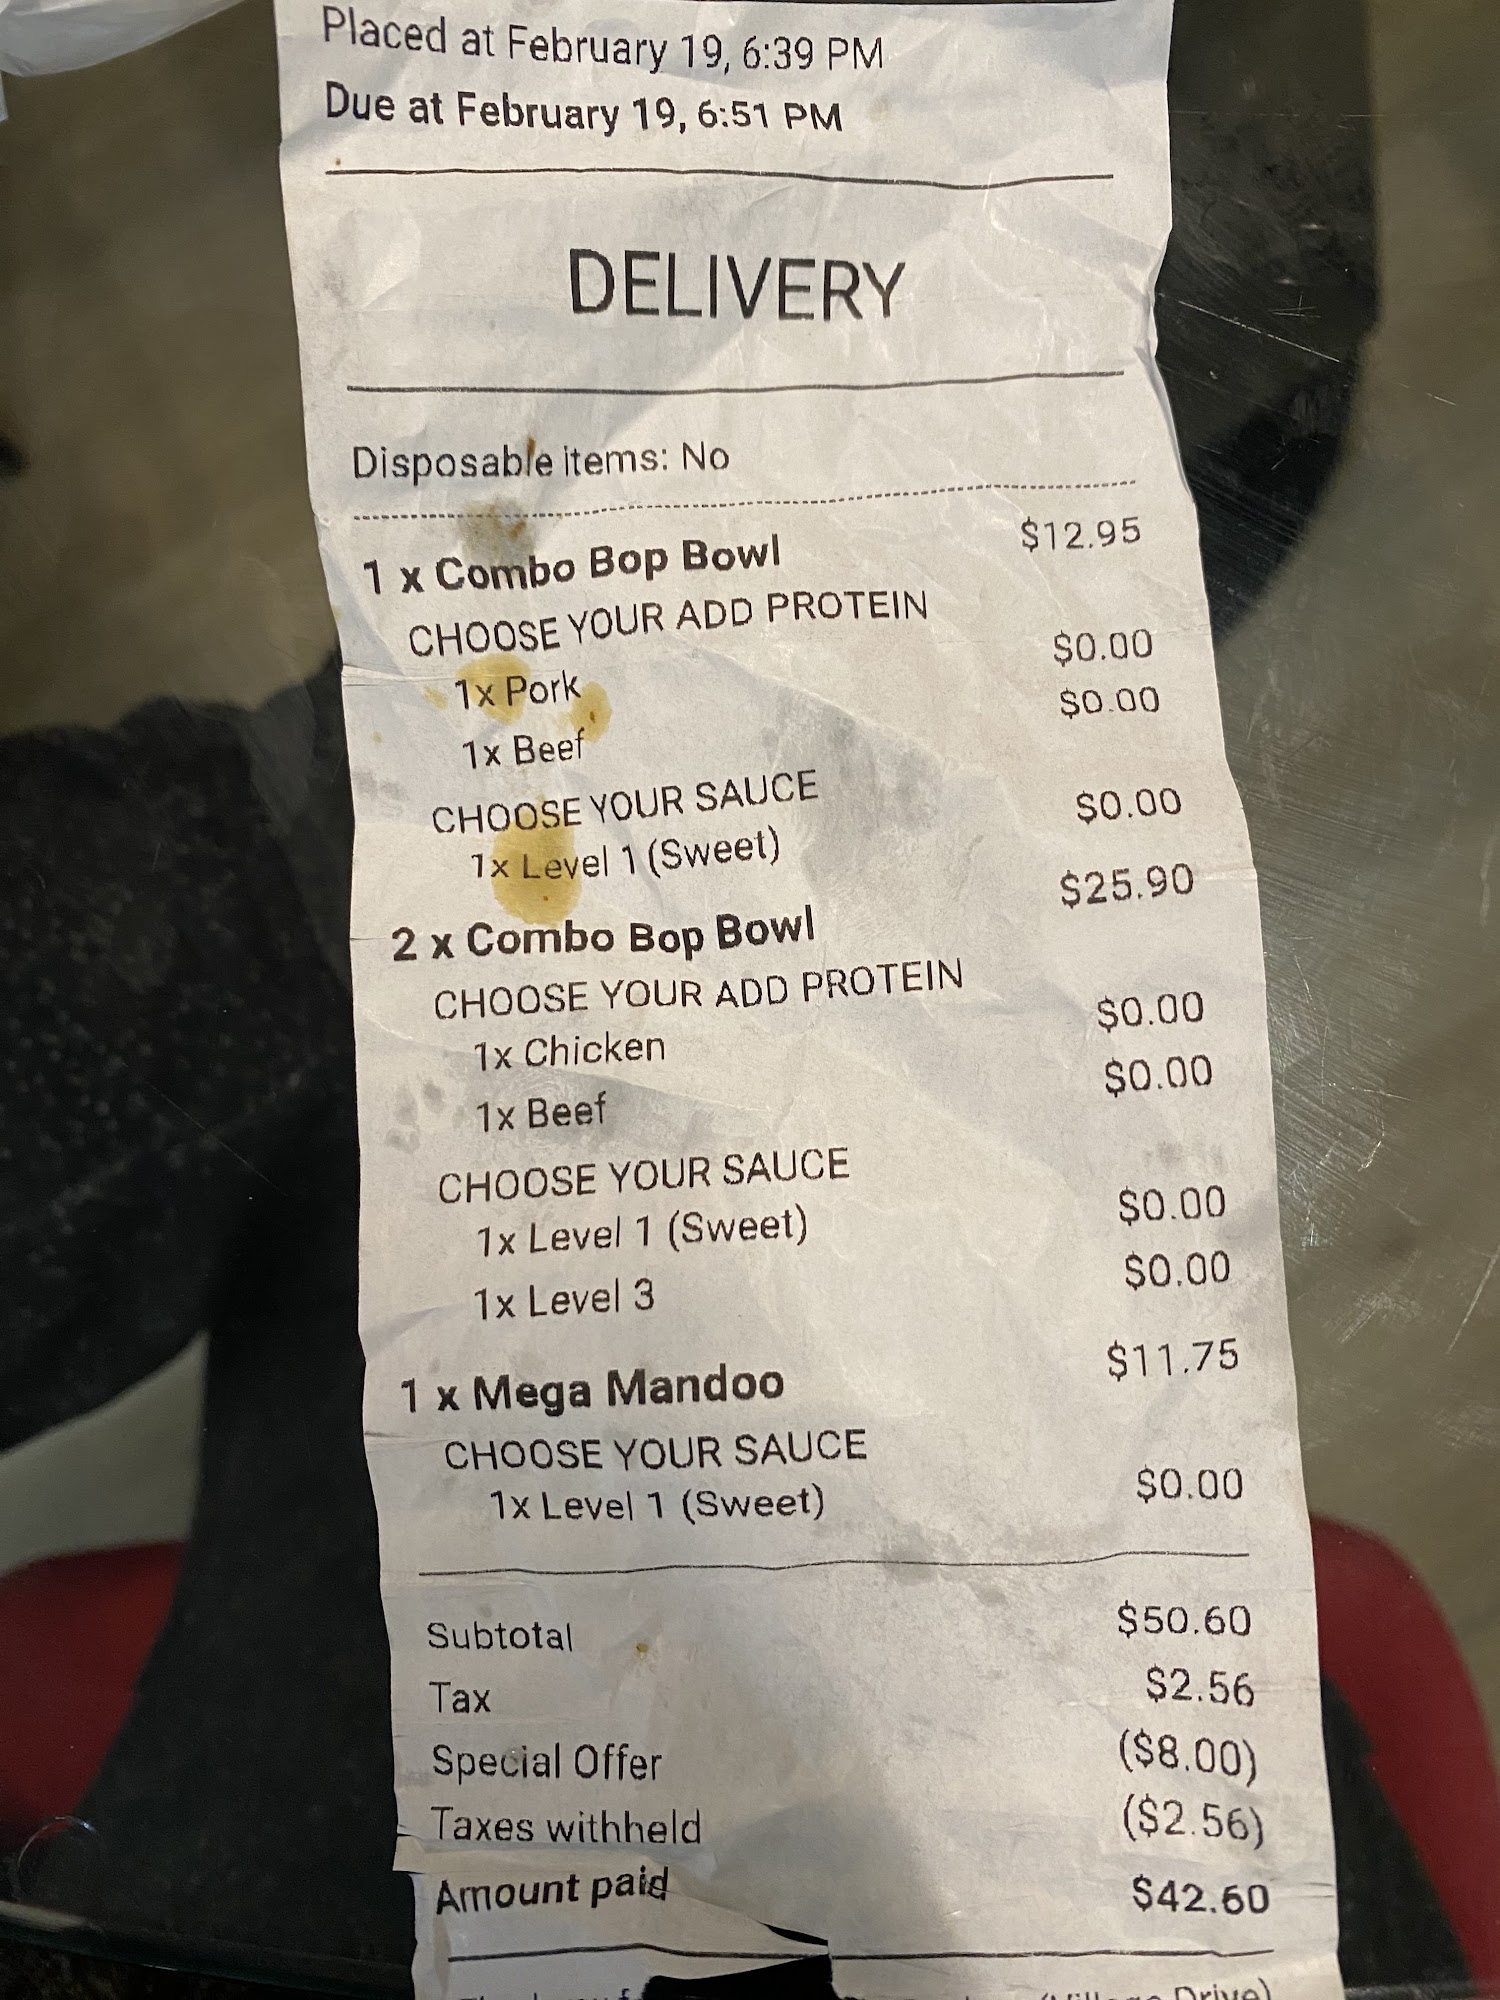 Placed at February 19, 6:39 PM
Due at February 19, 6:51 PM
DELIVERY
Disposable items: No
1 x Combo Bop Bowl $12.95
CHOOSE YOUR ADD PROTEIN
1x Pork $0.00
1x Beef $0.00
CHOOSE YOUR SAUCE
1x Level 1 (Sweet) $0.00
2 x Combo Bop Bowl $25.90
CHOOSE YOUR ADD PROTEIN
1x Chicken $0.00
1x Beef $0.00
CHOOSE YOUR SAUCE
1x Level 1 (Sweet) $0.00
1x Level 3 $0.00
1 x Mega Mandoo $11.75
CHOOSE YOUR SAUCE
1x Level 1 (Sweet) $0.00
Subtotal $50.60
Tax $2.56
Special Offer ($8.00)
Taxes withheld ($2.56)
Amount paid $42.60
Drive)